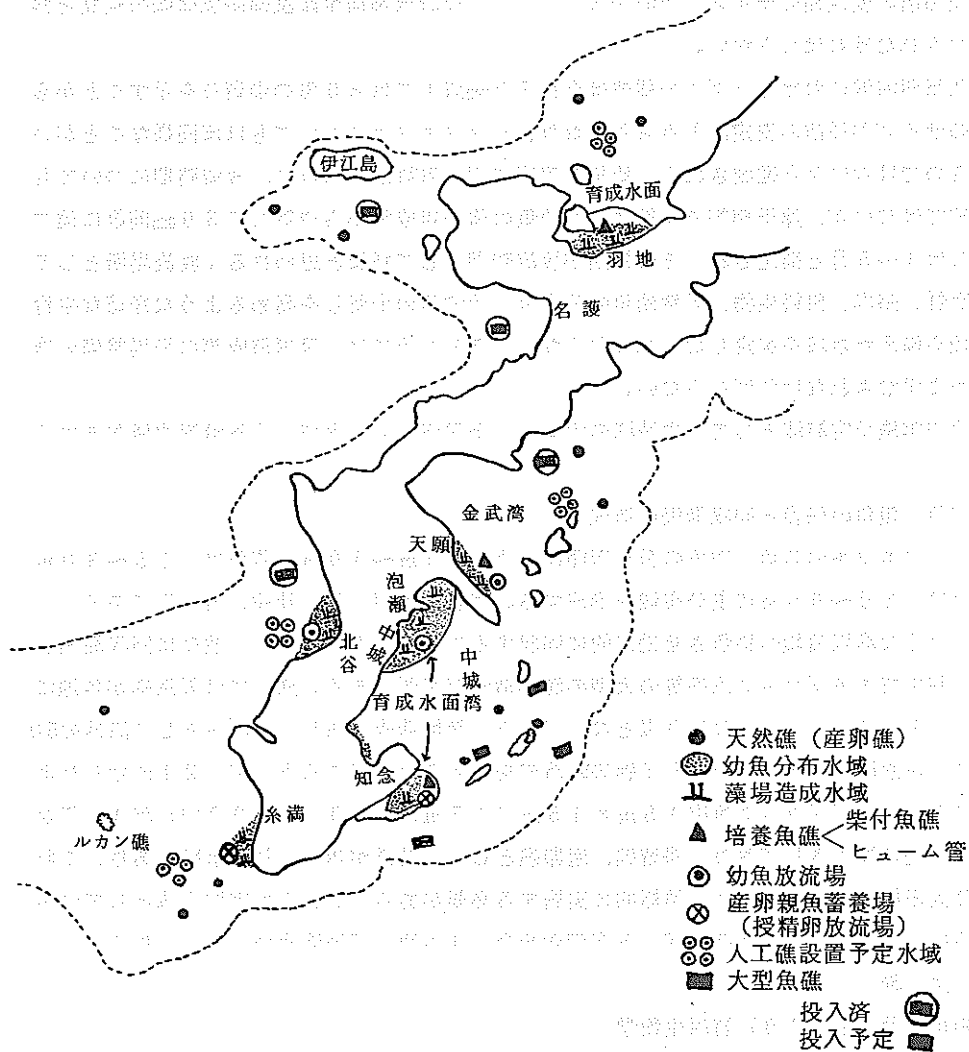 伊江島
育成水面
羽地
名護
金武湾
天願
泡瀬
中城
北谷
中城湾
育成水面
知念
糸満
ルカン礁
天然礁（産卵礁）
幼魚分布水域
藻場造成水域
培養魚礁
柴付魚礁
ヒューム管
幼魚放流場
産卵親魚蓄養場
（授精卵放流場）
人工礁設置予定水域
大型魚礁
投入済
投入予定